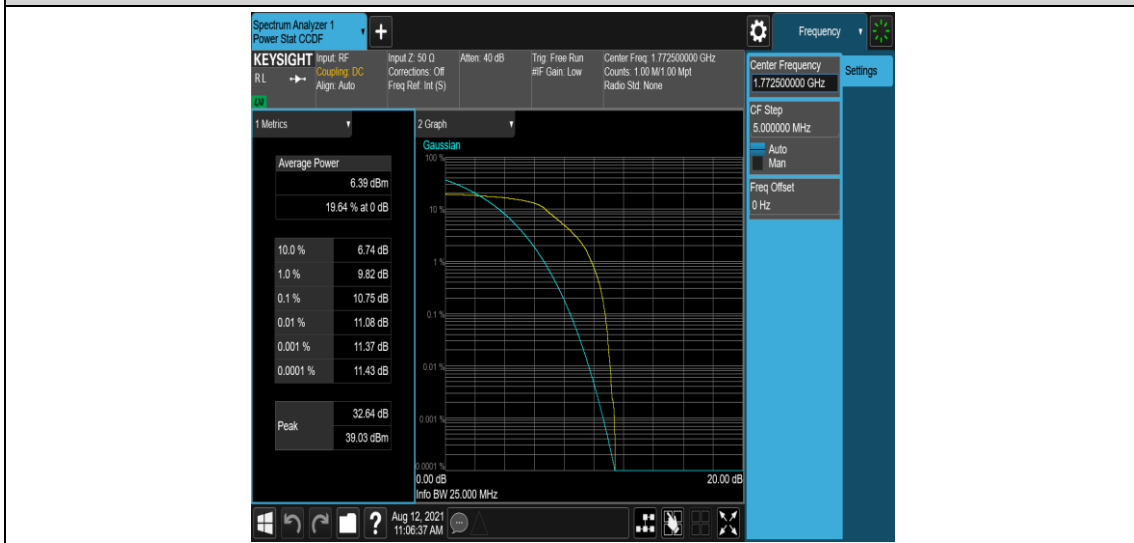 Spectrum Analyzer 1
Power Stat CCDF
Frequency
KEYSIGHT
RL
Input: RF
Coupling: DC
Align: Auto
Input Z: 50 Ω
Corrections: Off
Freq Ref: Int (S)
Atten: 40 dB
Trig: Free Run
#IF Gain: Low
Center Freq: 1.772500000 GHz
Counts: 1.00 M/1.00 Mpt
Radio Std: None
Center Frequency
1.772500000 GHz
Settings
CF Step
5.000000 MHz
Auto
Man
Freq Offset
0 Hz
1 Metrics
Average Power
6.39 dBm
19.64 % at 0 dB
10.0 % 6.74 dB
1.0 % 9.82 dB
0.1 % 10.75 dB
0.01 % 11.08 dB
0.001 % 11.37 dB
0.0001 % 11.43 dB
Peak
32.64 dB
39.03 dBm
2 Graph
Gaussian
100 %
10 %
1 %
0.1 %
0.01 %
0.001 %
0.0001 %
0.00 dB 20.00 dB
Info BW 25.000 MHz
Aug 12, 2021
11:06:37 AM